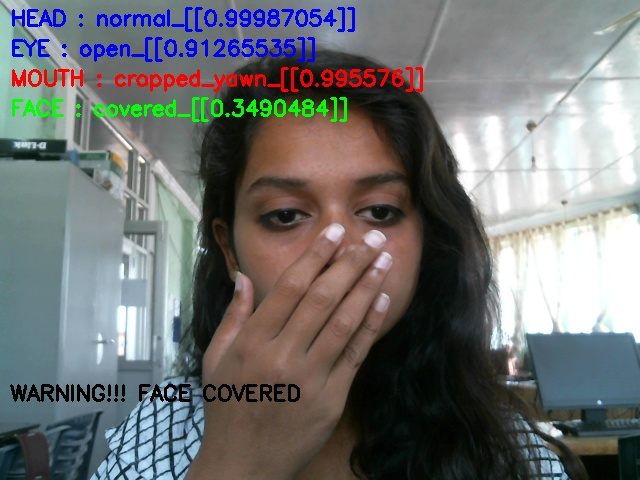 HEAD : normal_[[0.99987054]]
EYE : open_[[0.91265535]]
MOUTH : cropped_yawn_[[0.995576]]
FACE : covered_[[0.3490484]]
D-Link
WARNING!!! FACE COVERED